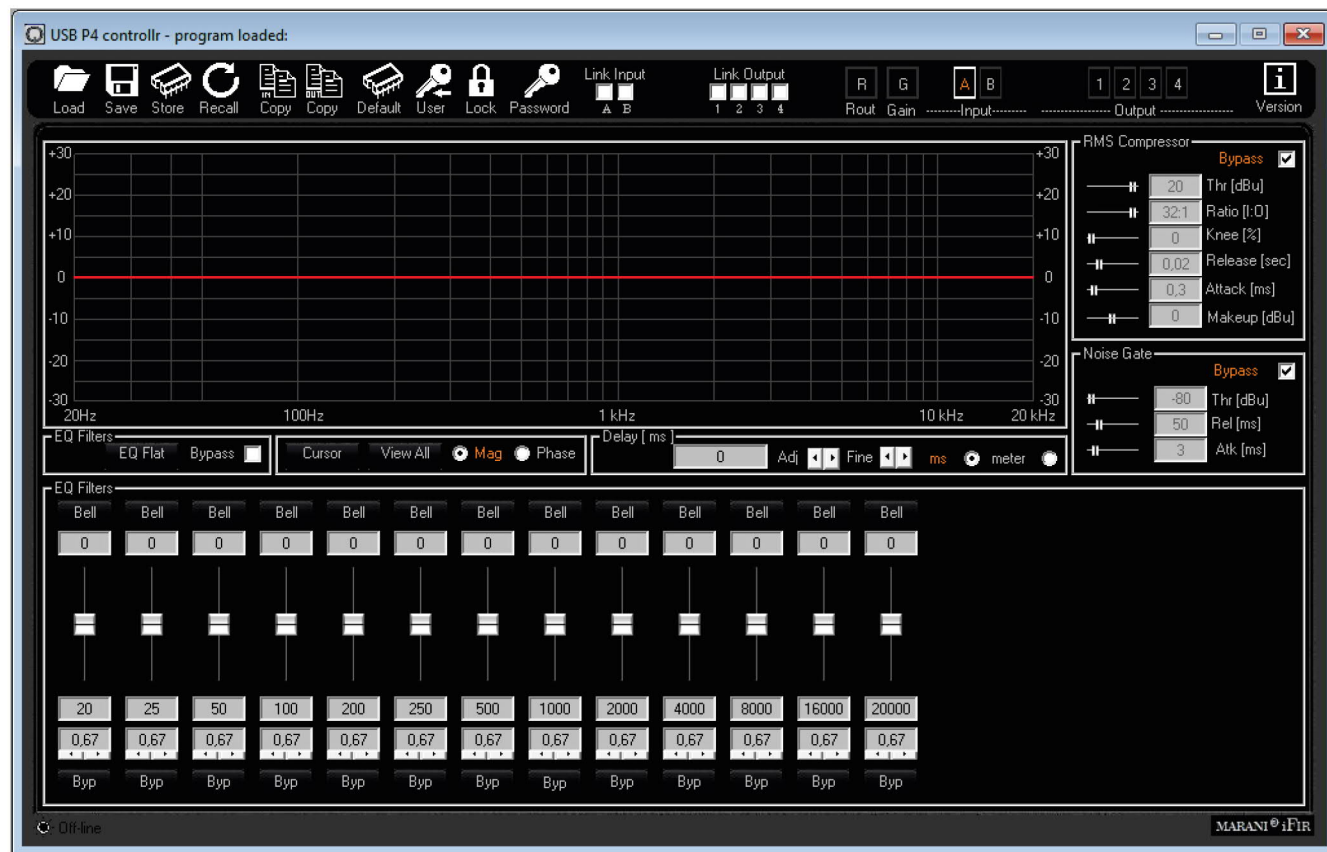 USB P4 controllr - program loaded:
Load Save Store Recall Copy Copy Default User Lock Password
IN OUT
Link Input
A B
Link Output
1 2 3 4
R G
Rout Gain
A B
--------Input--------
1 2 3 4
---------------- Output ----------------
i
Version
+30 +30
+20 +20
+10 +10
0 0
-10 -10
-20 -20
-30 -30
20Hz 100Hz 1 kHz 10 kHz 20 kHz
RMS Compressor
Bypass
20 Thr [dBu]
32:1 Ratio [I:O]
0 Knee [%]
0,02 Release [sec]
0,3 Attack [ms]
0 Makeup [dBu]
Noise Gate
Bypass
-80 Thr [dBu]
50 Rel [ms]
3 Atk [ms]
EQ Filters
EQ Flat Bypass
Cursor View All Mag Phase
Delay [ ms ]
0 Adj Fine ms meter
EQ Filters
Bell Bell Bell Bell Bell Bell Bell Bell Bell Bell Bell Bell Bell
0 0 0 0 0 0 0 0 0 0 0 0 0
20 25 50 100 200 250 500 1000 2000 4000 8000 16000 20000
0,67 0,67 0,67 0,67 0,67 0,67 0,67 0,67 0,67 0,67 0,67 0,67 0,67
Byp Byp Byp Byp Byp Byp Byp Byp Byp Byp Byp Byp Byp
Off-line
MARANI® iFIR